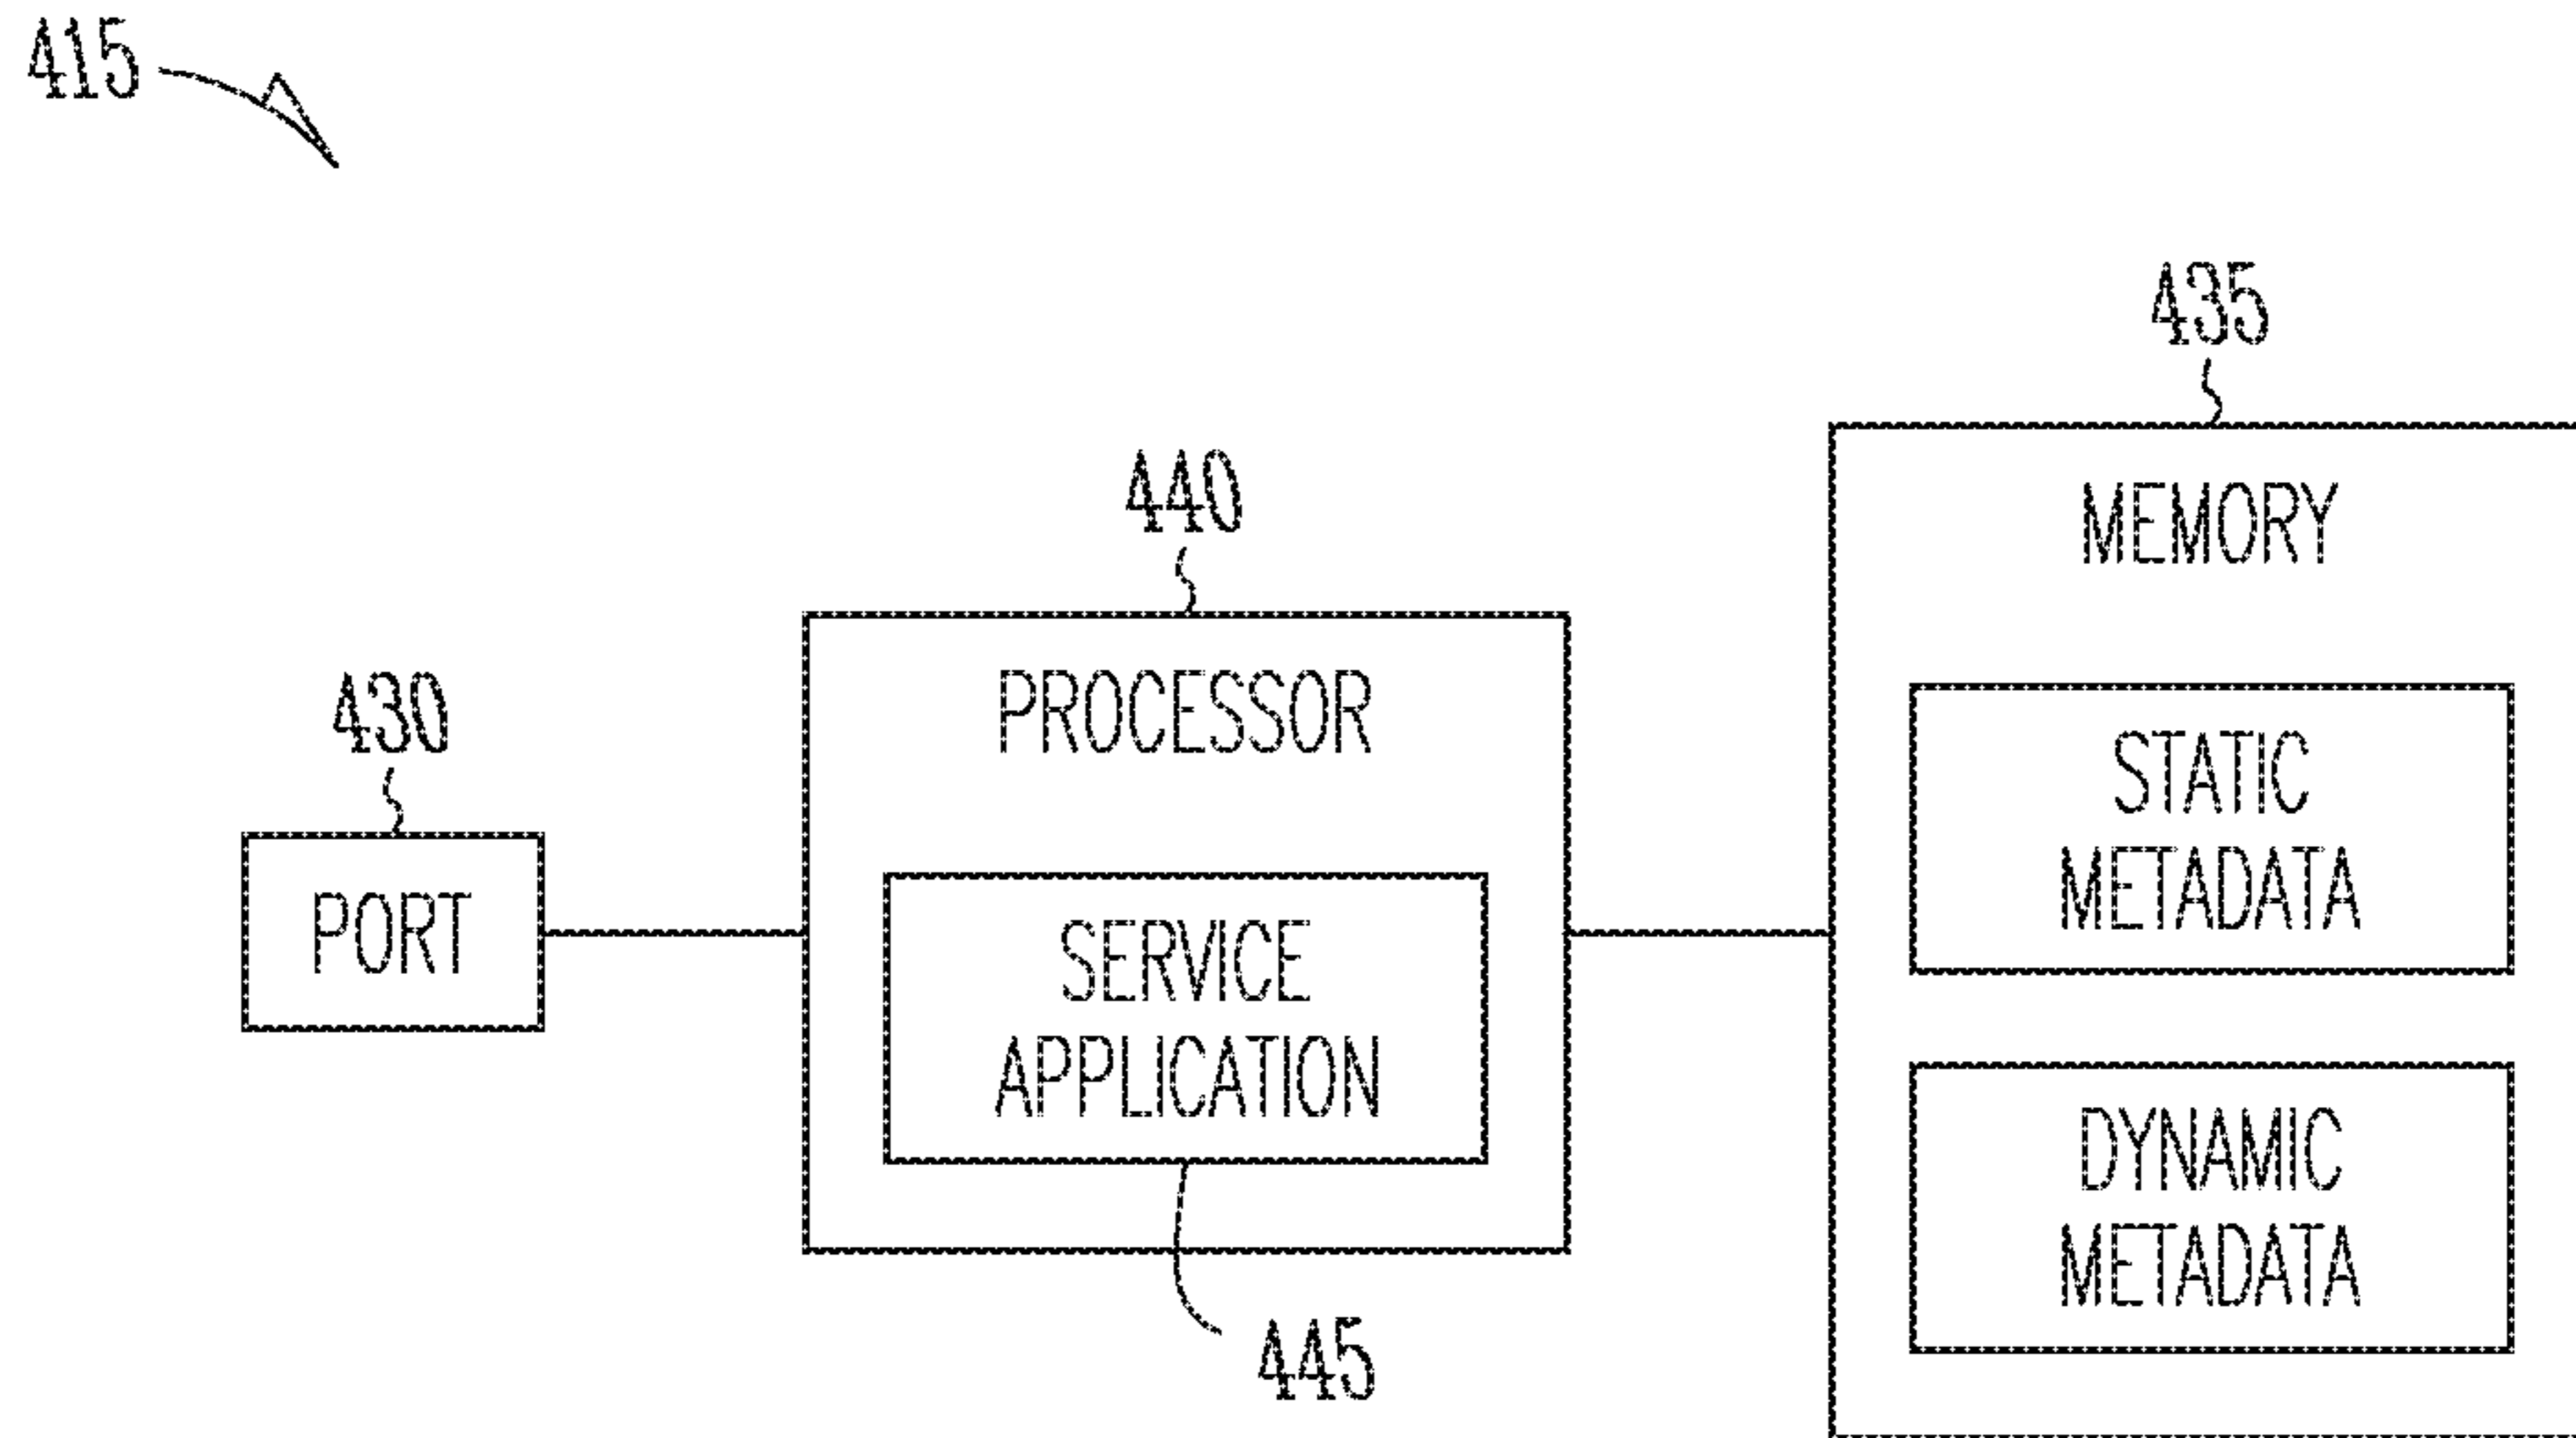 415
435
MEMORY
440
PROCESSOR
430
PORT
STATIC
METADATA
SERVICE
APPLICATION
DYNAMIC
METADATA
445